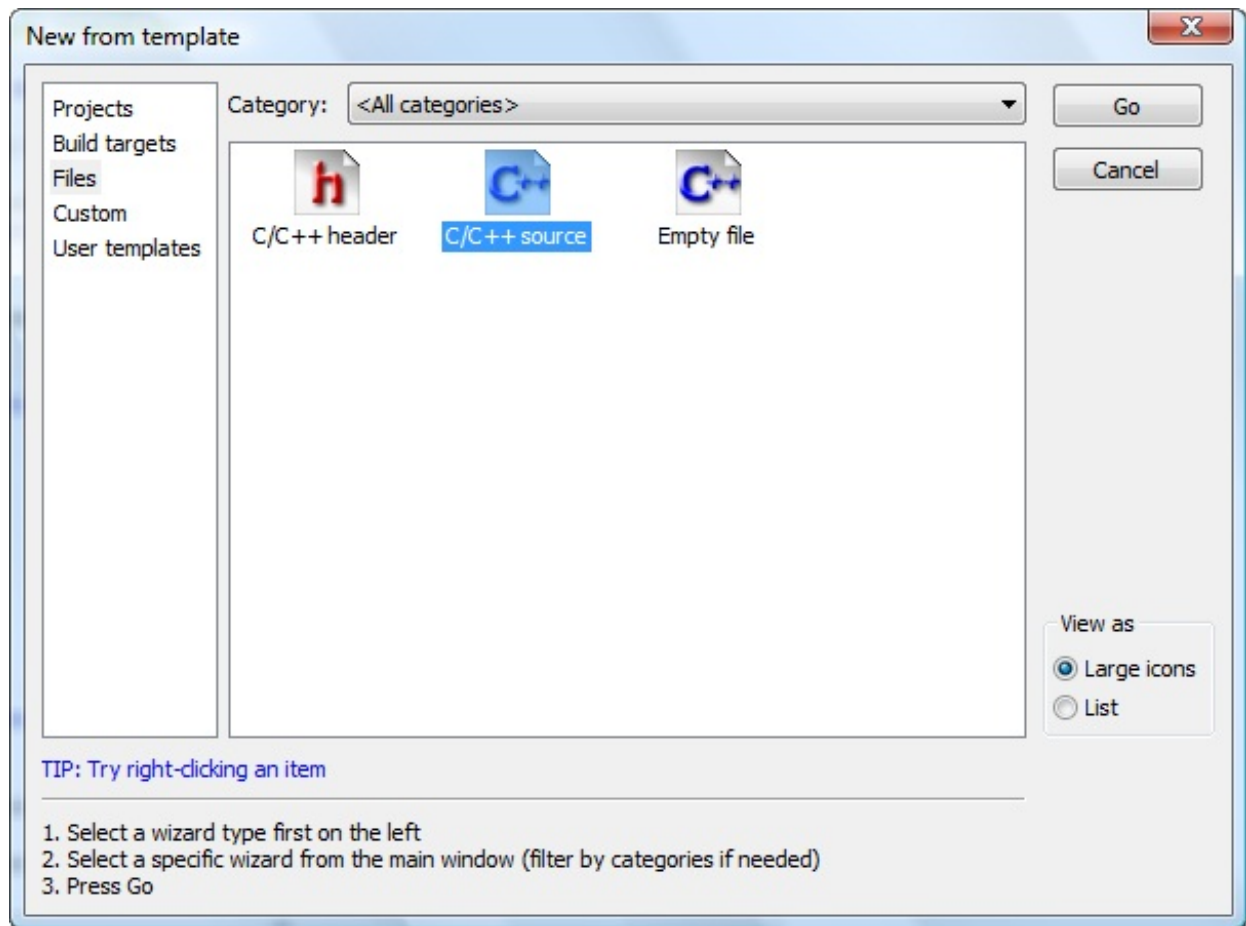 New from template
Projects
Build targets
Files
Custom
User templates
Category: <All categories>
h
C++
C++
C/C++ header
C/C++ source
Empty file
Go
Cancel
View as
Large icons
List
TIP: Try right-clicking an item
1. Select a wizard type first on the left
2. Select a specific wizard from the main window (filter by categories if needed)
3. Press Go